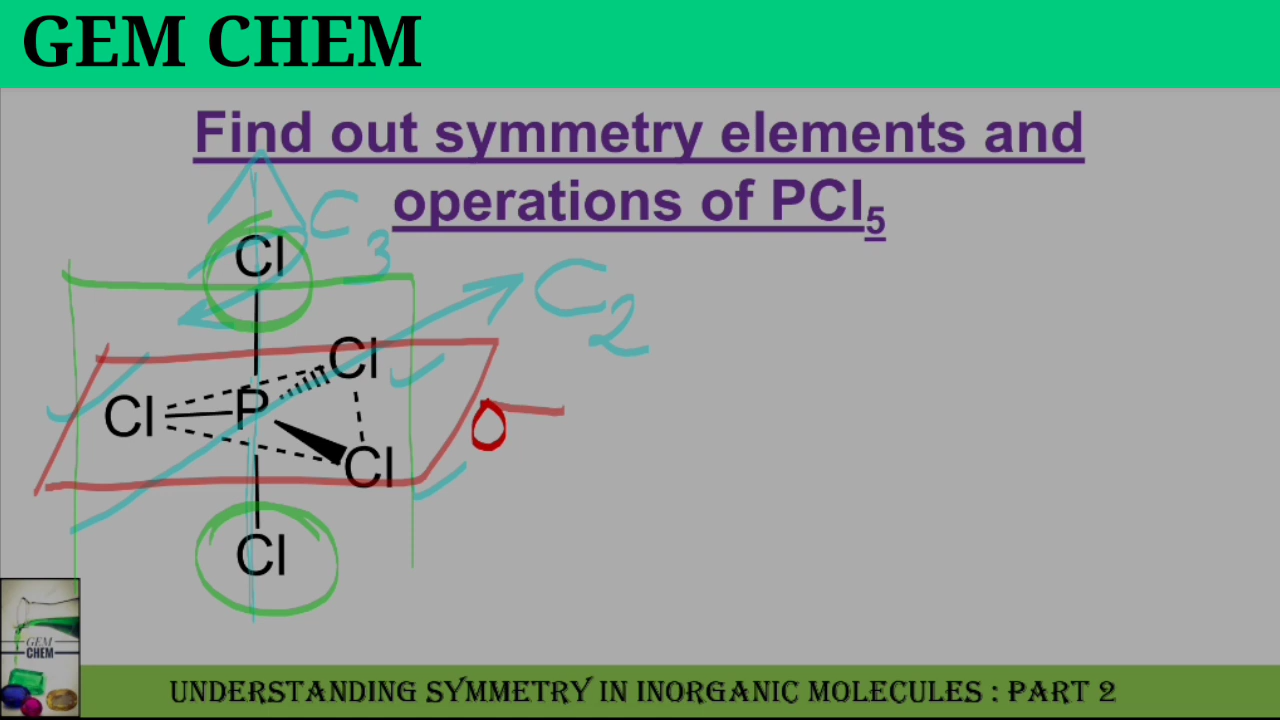 GEM CHEM
Find out symmetry elements and
operations of PCl5
C3
Cl
C2
Cl
Cl
P
σ
Cl
Cl
GEM
CHEM
UNDERSTANDING SYMMETRY IN INORGANIC MOLECULES : PART 2